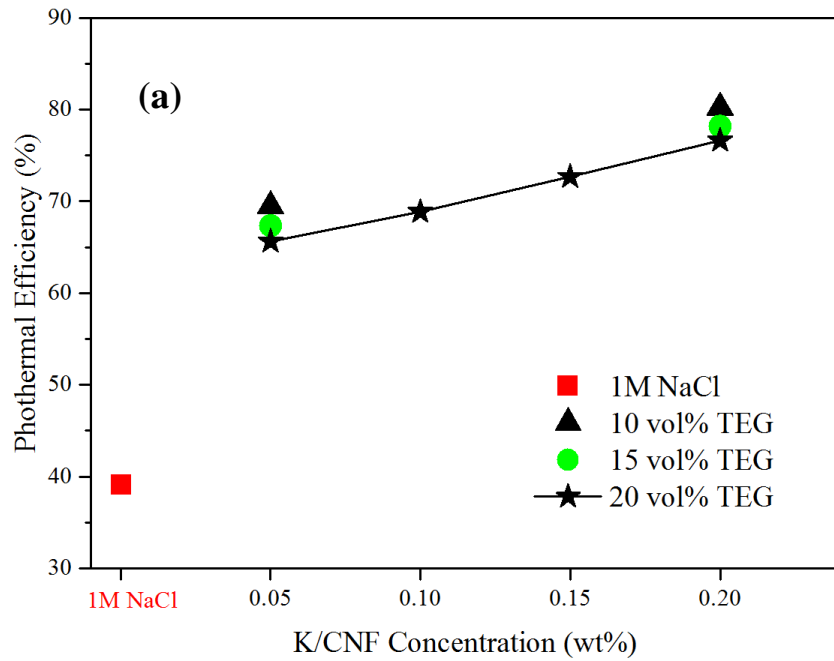 (a)
Phothermal Efficiency (%)
90
80
70
60
50
40
30
1M NaCl
10 vol% TEG
15 vol% TEG
20 vol% TEG
1M NaCl 0.05 0.10 0.15 0.20
K/CNF Concentration (wt%)